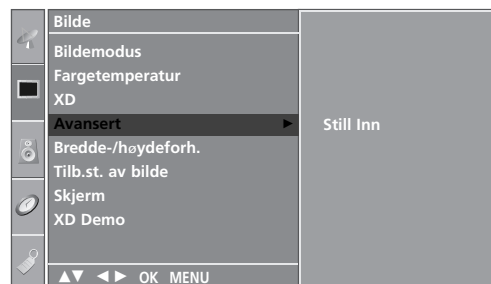 Bilde
Bildemodus
Fargetemperatur
XD
Avansert ►
Still Inn
Bredde-/høydeforh.
Tilb.st. av bilde
Skjerm
XD Demo
▲▼ ◄► OK MENU